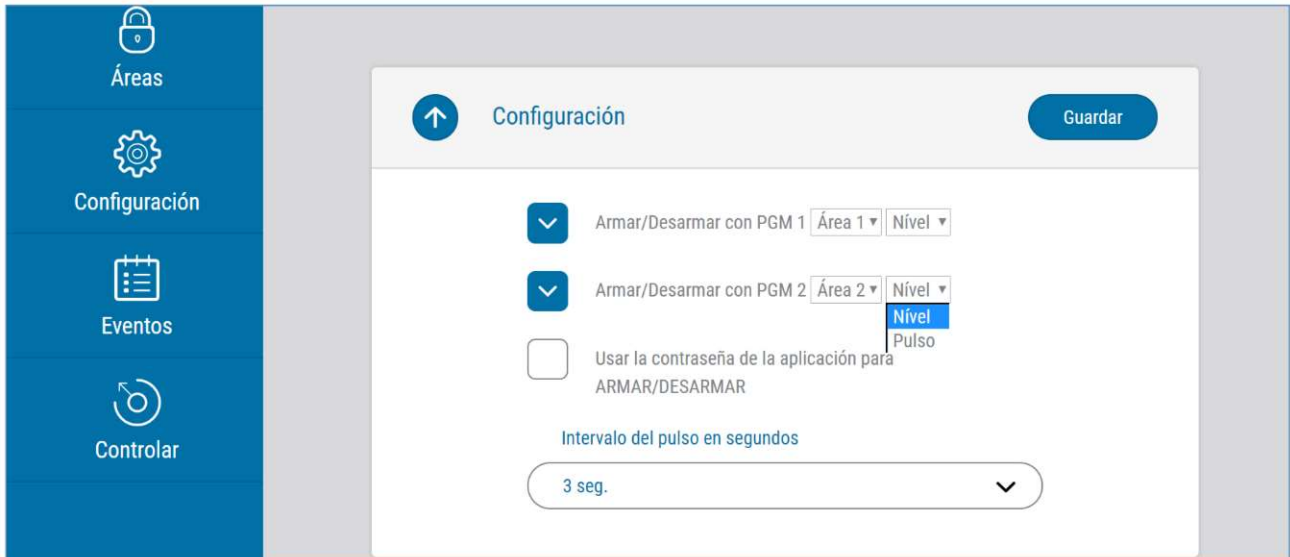 Áreas
Configuración
Eventos
Controlar
Configuración
Guardar
Armar/Desarmar con PGM 1 Área 1 Nível
Armar/Desarmar con PGM 2 Área 2 Nível
Nível
Pulso
Usar la contraseña de la aplicación para
ARMAR/DESARMAR
Intervalo del pulso en segundos
3 seg.